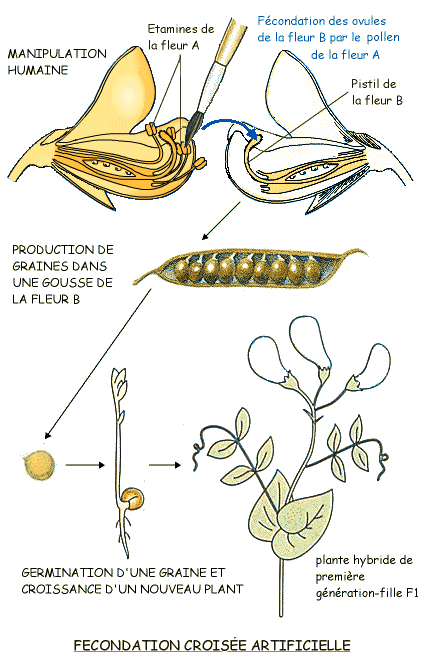 Etamines de
la fleur A
Fécondation des ovules
de la fleur B par le pollen
de la fleur A
MANIPULATION
HUMAINE
Pistil de
la fleur B
PRODUCTION DE
GRAINES DANS
UNE GOUSSE DE
LA FLEUR B
GERMINATION D'UNE GRAINE ET
CROISSANCE D'UN NOUVEAU PLANT
plante hybride de
première
génération-fille F1
FECONDATION CROISÉE ARTIFICIELLE